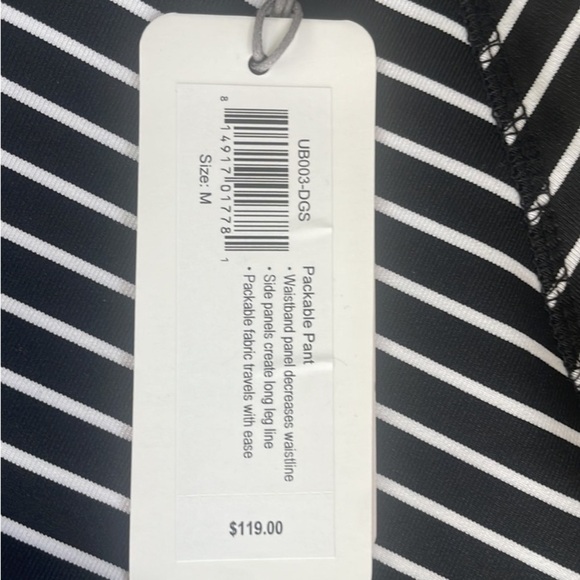 UB003-DGS
8 14917 01778 1
Size: M
Packable Pant
• Waistband panel decreases waistline
• Side panels create long leg line
• Packable fabric travels with ease
$119.00